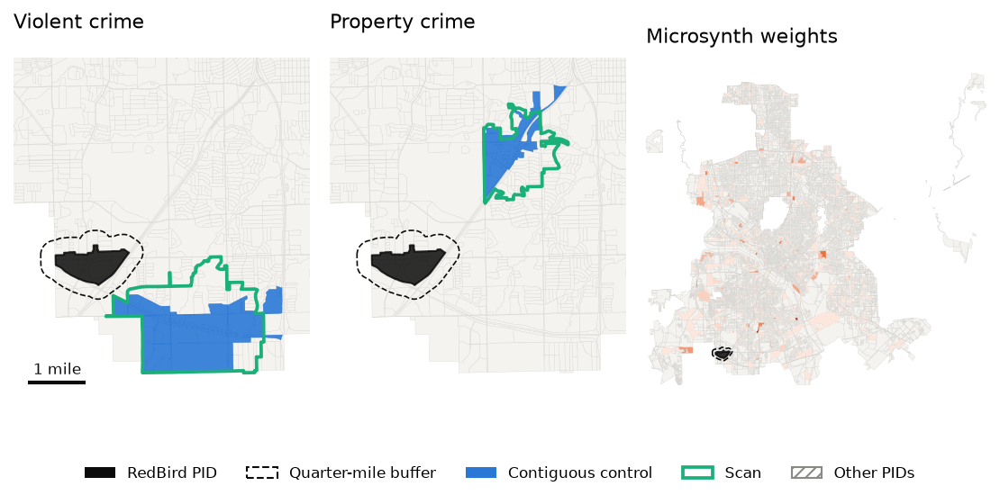 Violent crime
Property crime
Microsynth weights
1 mile
RedBird PID
Quarter-mile buffer
Contiguous control
Scan
Other PIDs